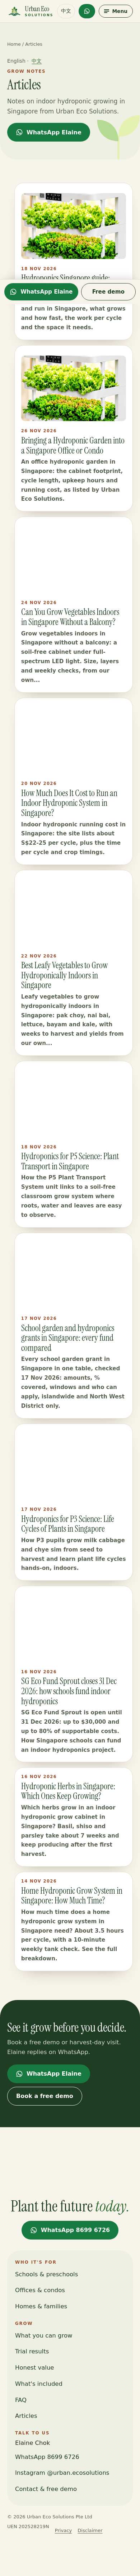 Urban Eco
SOLUTIONS
中文
Menu
Home / Articles
English · 中文
GROW NOTES
Articles
Notes on indoor hydroponic growing in
Singapore from Urban Eco Solutions.
WhatsApp Elaine
18 NOV 2026
Hydroponics Singapore guide:
WhatsApp Elaine
Free demo
and run in Singapore, what grows
and how fast, the work per cycle
and the space it needs.
26 NOV 2026
Bringing a Hydroponic Garden into
a Singapore Office or Condo
An office hydroponic garden in
Singapore: the cabinet footprint,
cycle length, upkeep hours and
running cost, as listed by Urban
Eco Solutions.
24 NOV 2026
Can You Grow Vegetables Indoors
in Singapore Without a Balcony?
Grow vegetables indoors in
Singapore without a balcony: a
soil-free cabinet under full-
spectrum LED light. Size, layers
and weekly checks, from our
own...
20 NOV 2026
How Much Does It Cost to Run an
Indoor Hydroponic System in
Singapore?
Indoor hydroponic running cost in
Singapore: the site lists about
S$22–25 per cycle, plus the time
per cycle and crop timings.
22 NOV 2026
Best Leafy Vegetables to Grow
Hydroponically Indoors in
Singapore
Leafy vegetables to grow
hydroponically indoors in
Singapore: pak choy, nai bai,
lettuce, bayam and kale, with
weeks to harvest and yields from
our own...
18 NOV 2026
Hydroponics for P5 Science: Plant
Transport in Singapore
How the P5 Plant Transport
System unit links to a soil-free
classroom grow system where
roots, water and leaves are easy
to observe.
17 NOV 2026
School garden and hydroponics
grants in Singapore: every fund
compared
Every school garden grant in
Singapore in one table, checked
17 Nov 2026: amounts, %
covered, windows and who can
apply, islandwide and North West
District only.
17 NOV 2026
Hydroponics for P3 Science: Life
Cycles of Plants in Singapore
How P3 pupils grow milk cabbage
and chye sim from seed to
harvest and learn plant life cycles
hands-on, indoors.
16 NOV 2026
SG Eco Fund Sprout closes 31 Dec
2026: how schools fund indoor
hydroponics
SG Eco Fund Sprout is open until
31 Dec 2026: up to $30,000 and
up to 80% of supportable costs.
How Singapore schools can fund
an indoor hydroponics project.
16 NOV 2026
Hydroponic Herbs in Singapore:
Which Ones Keep Growing?
Which herbs grow in an indoor
hydroponic grow cabinet in
Singapore? Basil, shiso and
parsley take about 7 weeks and
keep producing after the first
harvest.
14 NOV 2026
Home Hydroponic Grow System in
Singapore: How Much Time?
How much time does a home
hydroponic grow system in
Singapore need? About 3.5 hours
per cycle, with a 10-minute
weekly tank check. See the full
breakdown.
See it grow before you decide.
Book a free demo or harvest-day visit.
Elaine replies on WhatsApp.
WhatsApp Elaine
Book a free demo
Plant the future today.
WhatsApp 8699 6726
WHO IT'S FOR
Schools & preschools
Offices & condos
Homes & families
GROW
What you can grow
Trial results
Honest value
What's included
FAQ
Articles
TALK TO US
Elaine Chok
WhatsApp 8699 6726
Instagram @urban.ecosolutions
Contact & free demo
© 2026 Urban Eco Solutions Pte Ltd
UEN 202528219N
Privacy
Disclaimer